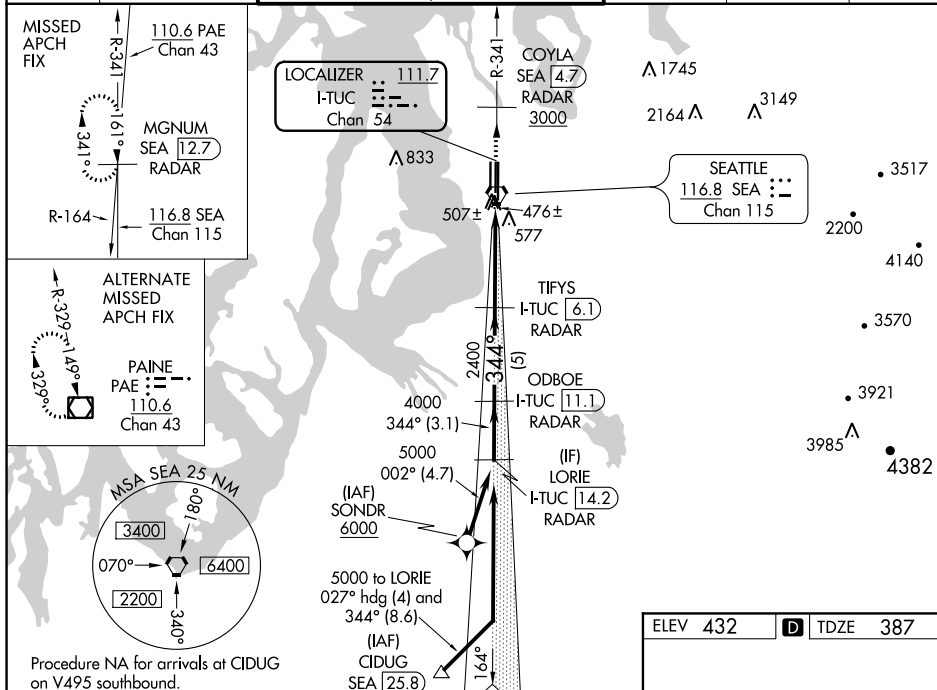 MISSED
APCH
FIX
R-341
110.6 PAE
Chan 43
341°
161°
MGNUM
SEA 12.7
RADAR
R-164
116.8 SEA
Chan 115
ALTERNATE
MISSED
APCH FIX
R-329
149°
329°
PAINE
PAE
110.6
Chan 43
MSA SEA 25 NM
180°
3400
070°
6400
2200
340°
Procedure NA for arrivals at CIDUG
on V495 southbound.
LOCALIZER 111.7
I-TUC
Chan 54
R-341
COYLA
SEA 4.7
RADAR
3000
1745
2164
3149
833
SEATTLE
116.8 SEA
Chan 115
3517
2200
4140
507±
476±
577
TIFYS
I-TUC 6.1
RADAR
3570
2400
344°
(5)
ODBOE
I-TUC 11.1
RADAR
4000
344° (3.1)
3921
3985
4382
5000
002° (4.7)
(IF)
LORIE
I-TUC 14.2
RADAR
(IAF)
SONDR
6000
5000 to LORIE
027° hdg (4) and
344° (8.6)
(IAF)
CIDUG
SEA 25.8
164°
ELEV 432 D TDZE 387